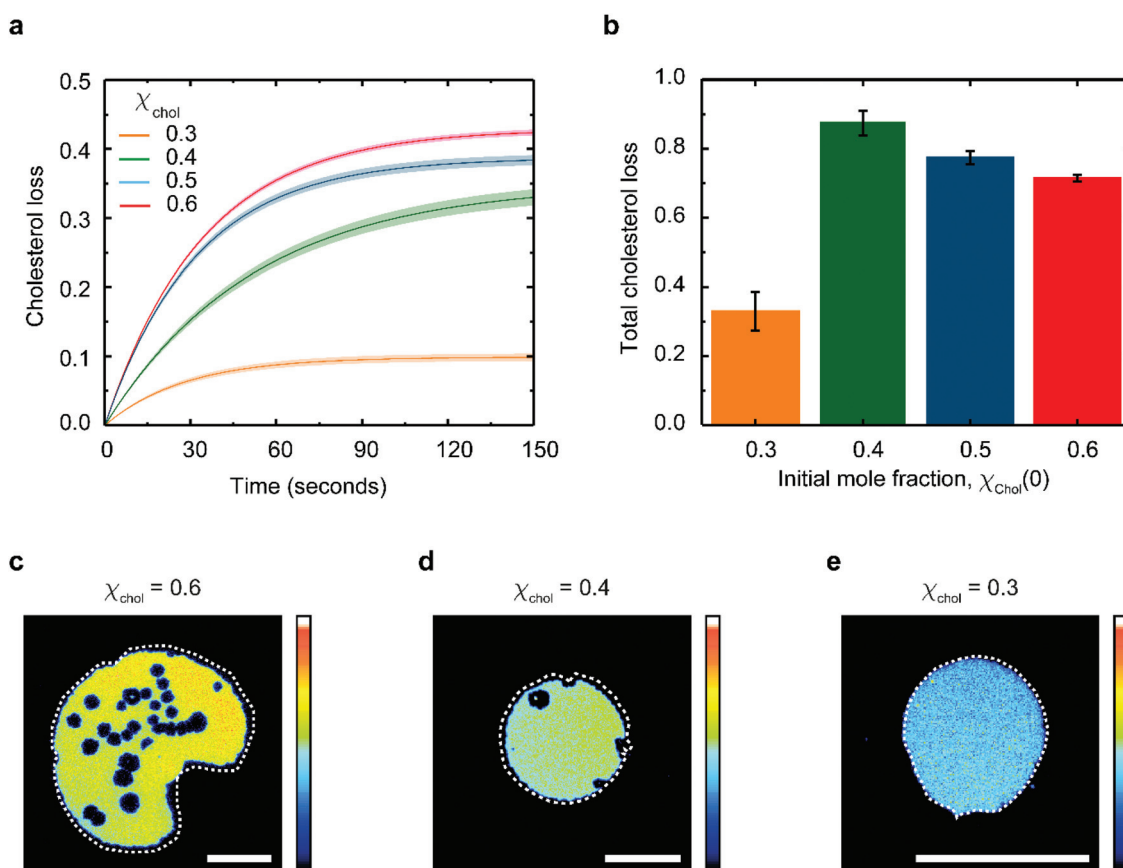 a
0.5
0.4
0.3
0.2
0.1
0.0
Cholesterol loss
χchol
0.3
0.4
0.5
0.6
0 30 60 90 120 150
Time (seconds)
b
1.0
0.8
0.6
0.4
0.2
0.0
Total cholesterol loss
0.3 0.4 0.5 0.6
Initial mole fraction, χChol(0)
c
χchol = 0.6
d
χchol = 0.4
e
χchol = 0.3